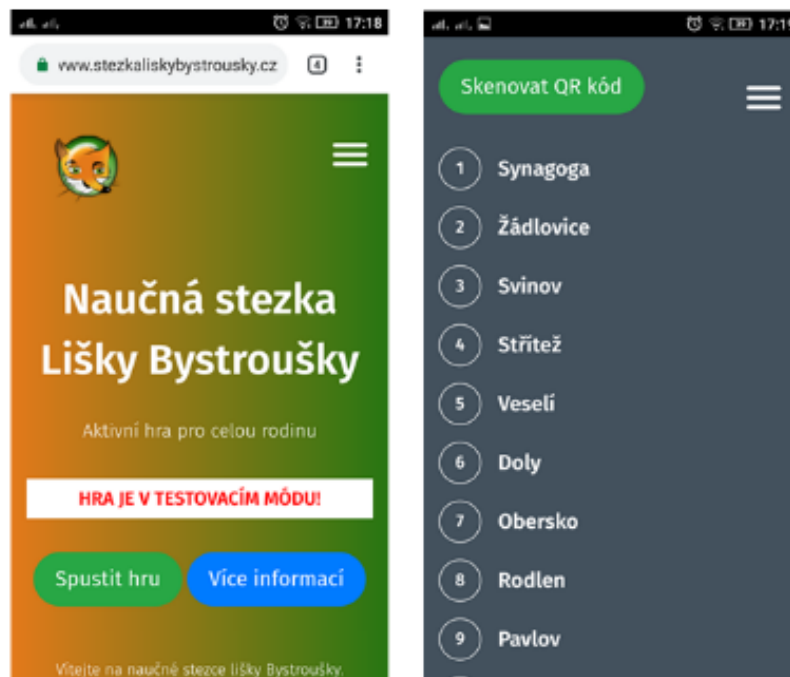 17:18
www.stezkaliskybystrousky.cz
4
Naučná stezka
Lišky Bystroušky
Aktivní hra pro celou rodinu
HRA JE V TESTOVACÍM MÓDU!
Spustit hru
Více informací
Vítejte na naučné stezce lišky Bystroušky.
17:19
Skenovat QR kód
1 Synagoga
2 Žádlovice
3 Svinov
4 Střítež
5 Veselí
6 Doly
7 Obersko
8 Rodlen
9 Pavlov